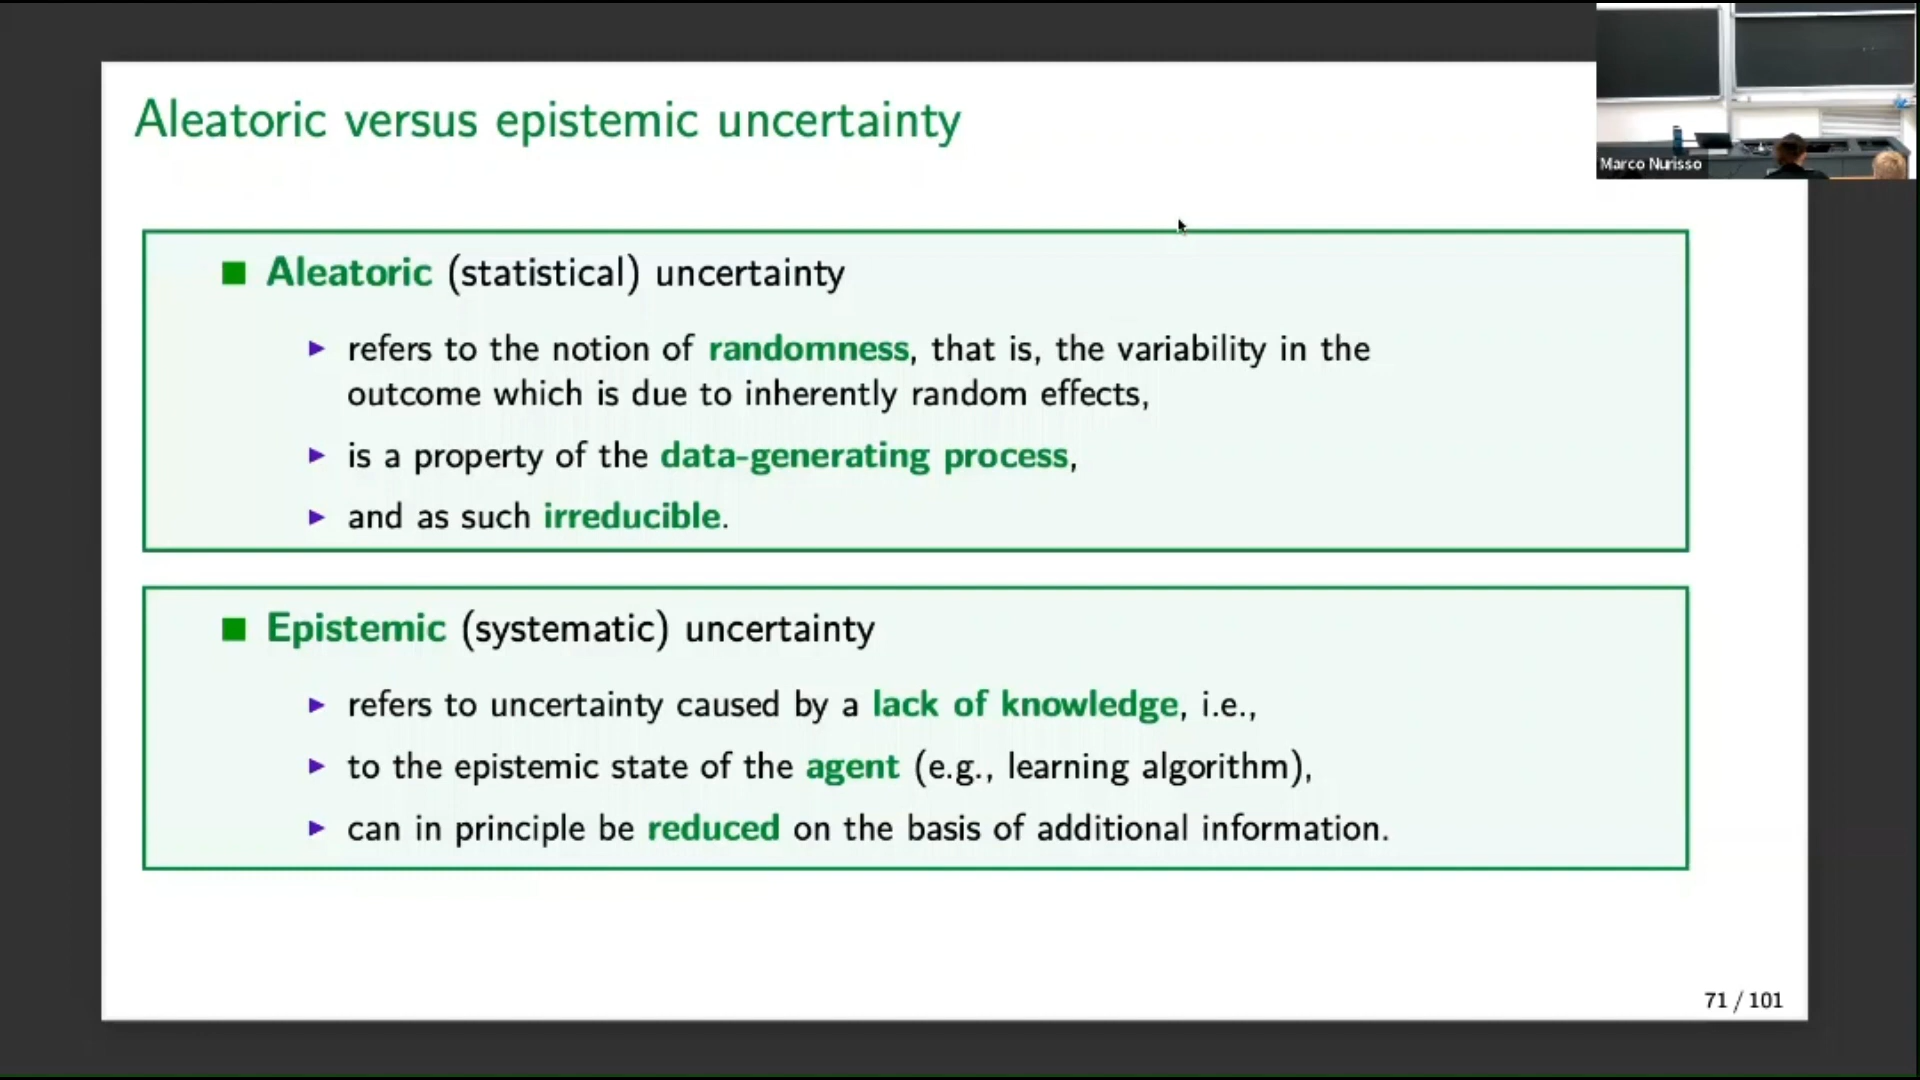 Aleatoric versus epistemic uncertainty
Marco Nurisso
■ Aleatoric (statistical) uncertainty
▶ refers to the notion of randomness, that is, the variability in the
outcome which is due to inherently random effects,
▶ is a property of the data-generating process,
▶ and as such irreducible.
■ Epistemic (systematic) uncertainty
▶ refers to uncertainty caused by a lack of knowledge, i.e.,
▶ to the epistemic state of the agent (e.g., learning algorithm),
▶ can in principle be reduced on the basis of additional information.
71 / 101